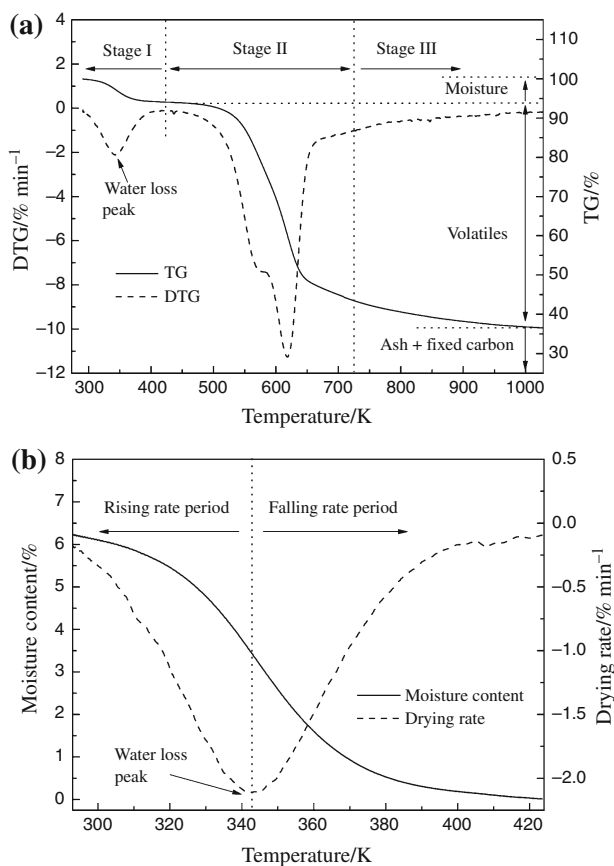 (a)
4
2
0
−2
−4
−6
−8
−10
−12
DTG/% min−1
Stage I
Stage II
Stage III
Moisture
Water loss
peak
Volatiles
TG
DTG
Ash + fixed carbon
110
100
90
80
70
60
50
40
30
TG/%
300 400 500 600 700 800 900 1000
Temperature/K
(b)
8
7
6
5
4
3
2
1
0
Moisture content/%
Rising rate period
Falling rate period
Moisture content
Drying rate
Water loss
peak
0.5
0.0
−0.5
−1.0
−1.5
−2.0
Drying rate/% min−1
300 320 340 360 380 400 420
Temperature/K